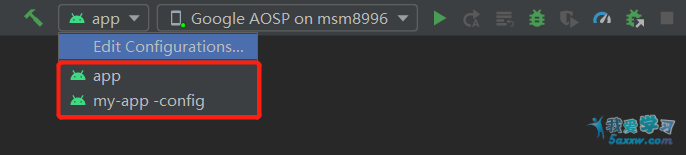 app
Google AOSP on msm8996
Edit Configurations...
app
my-app -config
我爱学习
5axxw.com